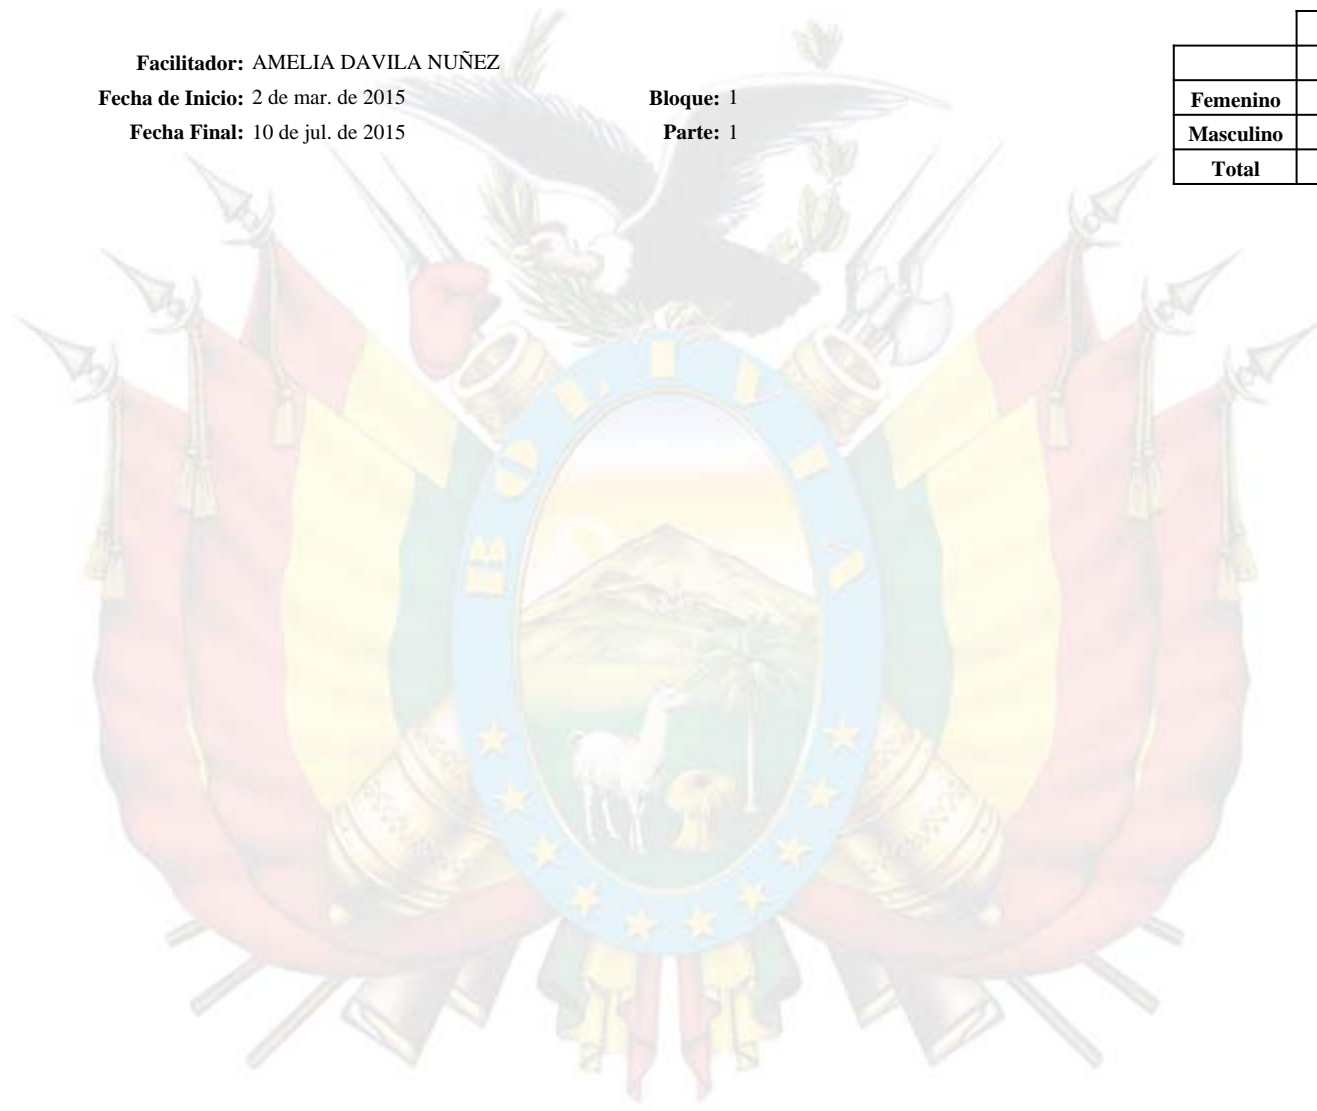 Facilitador: AMELIA DAVILA NUÑEZ
Fecha de Inicio: 2 de mar. de 2015 Bloque: 1
Fecha Final: 10 de jul. de 2015 Parte: 1
Femenino
Masculino
Total
BOLIVIA